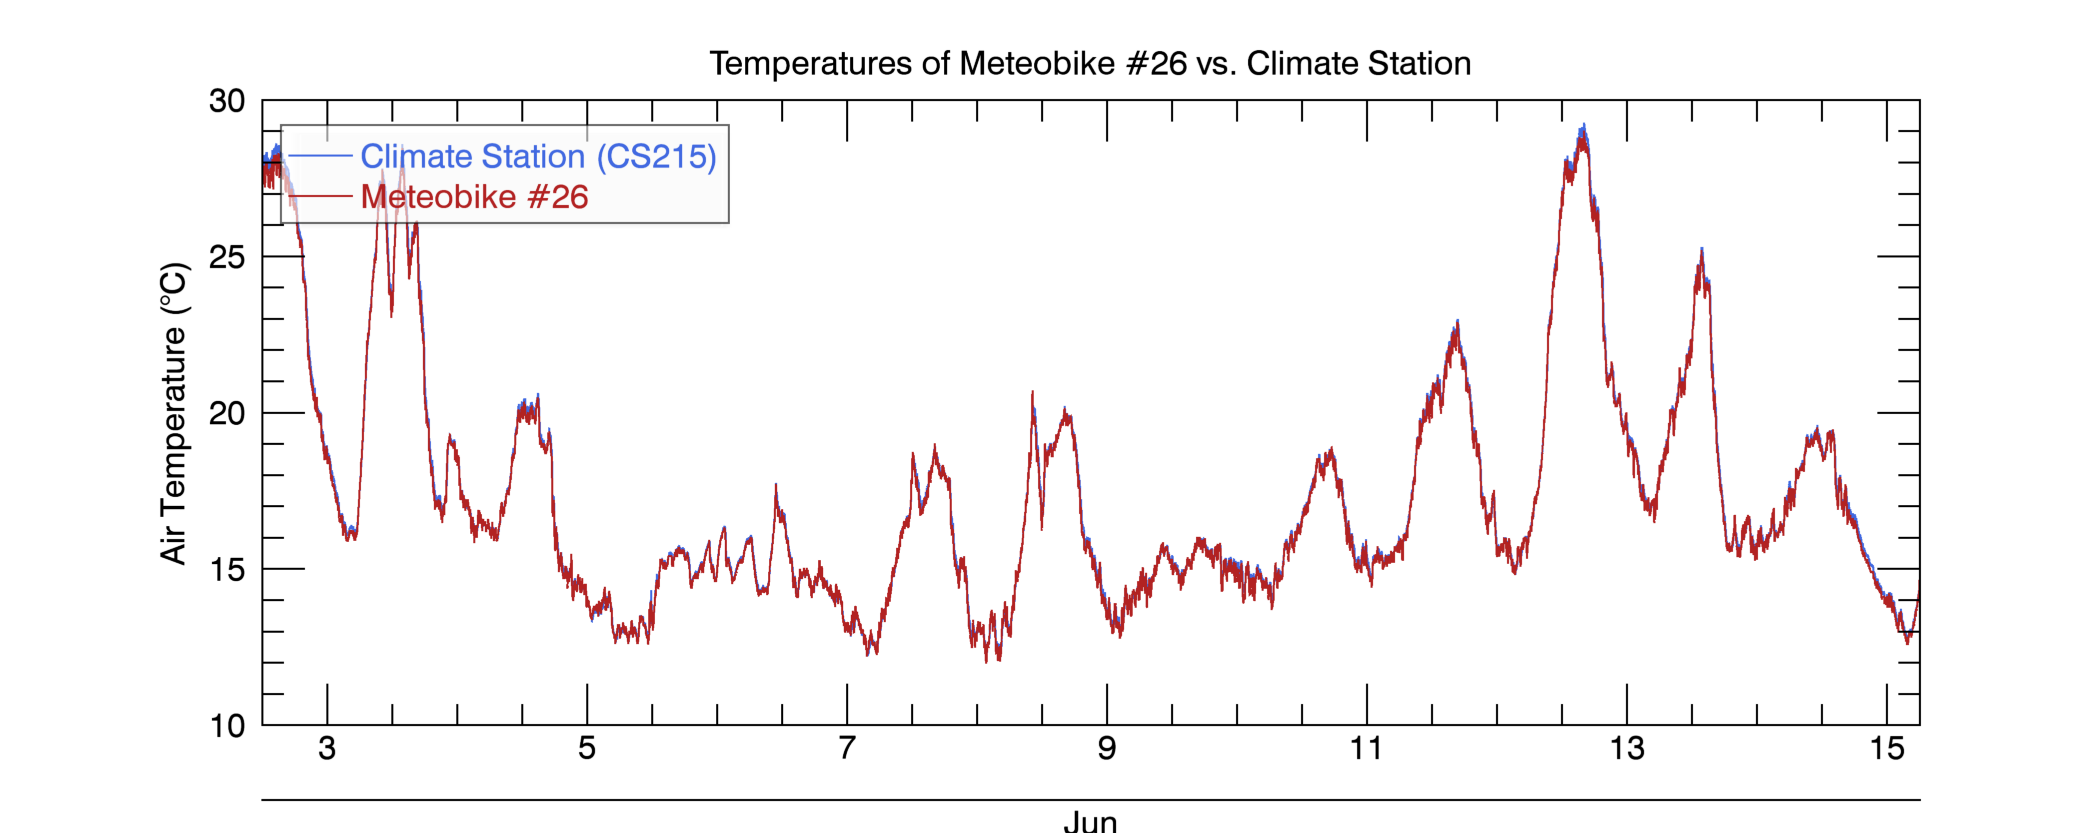 Temperatures of Meteobike #26 vs. Climate Station
30
Climate Station (CS215)
Meteobike #26
25
20
15
10
Air Temperature (°C)
3 5 7 9 11 13 15
Jun